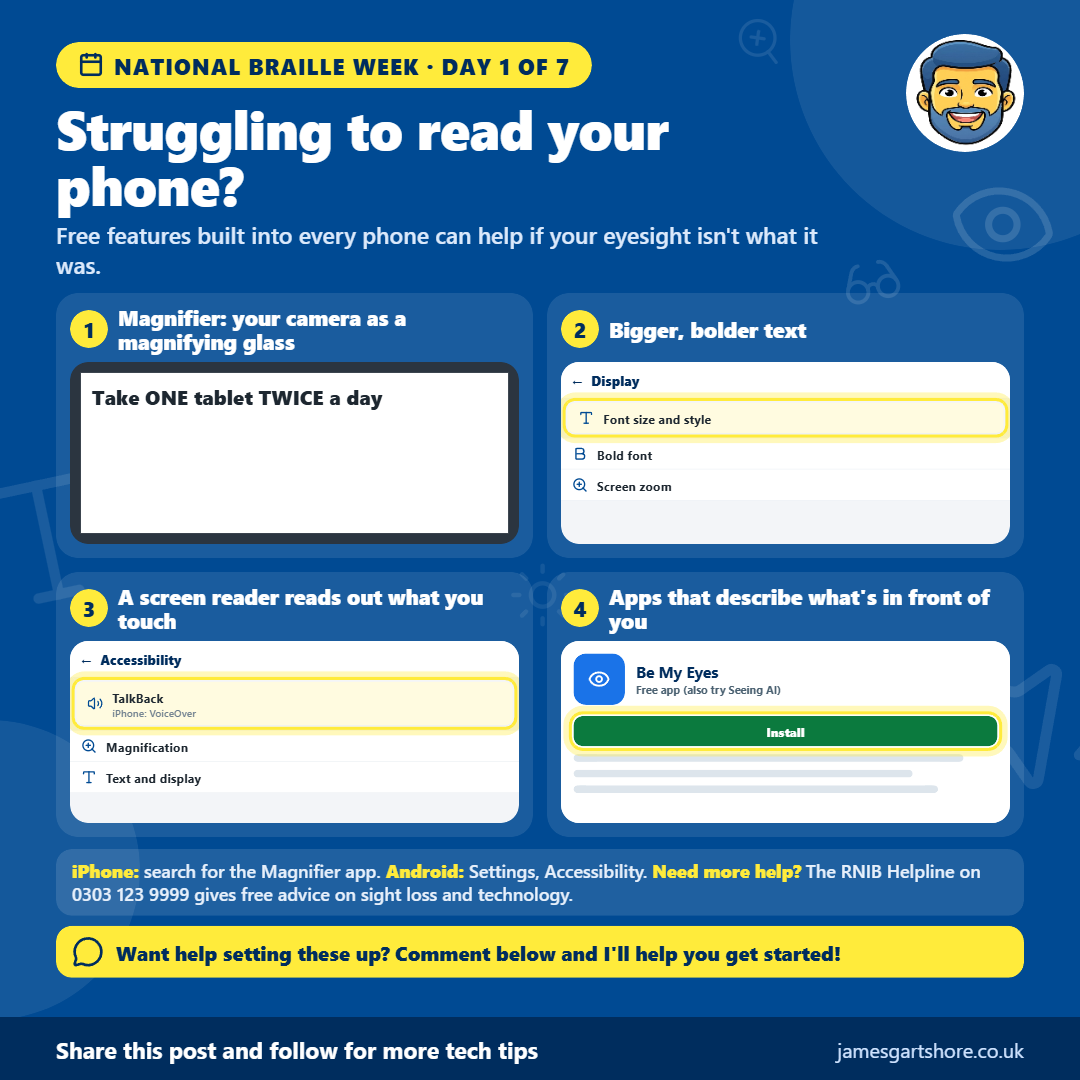 NATIONAL BRAILLE WEEK · DAY 1 OF 7
Struggling to read your
phone?
Free features built into every phone can help if your eyesight isn't what it
was.
1
Magnifier: your camera as a
magnifying glass
Take ONE tablet TWICE a day
2
Bigger, bolder text
← Display
Font size and style
Bold font
Screen zoom
3
A screen reader reads out what you
touch
← Accessibility
TalkBack
iPhone: VoiceOver
Magnification
Text and display
4
Apps that describe what's in front of
you
Be My Eyes
Free app (also try Seeing AI)
Install
iPhone: search for the Magnifier app. Android: Settings, Accessibility. Need more help? The RNIB Helpline on
0303 123 9999 gives free advice on sight loss and technology.
Want help setting these up? Comment below and I'll help you get started!
Share this post and follow for more tech tips
jamesgartshore.co.uk